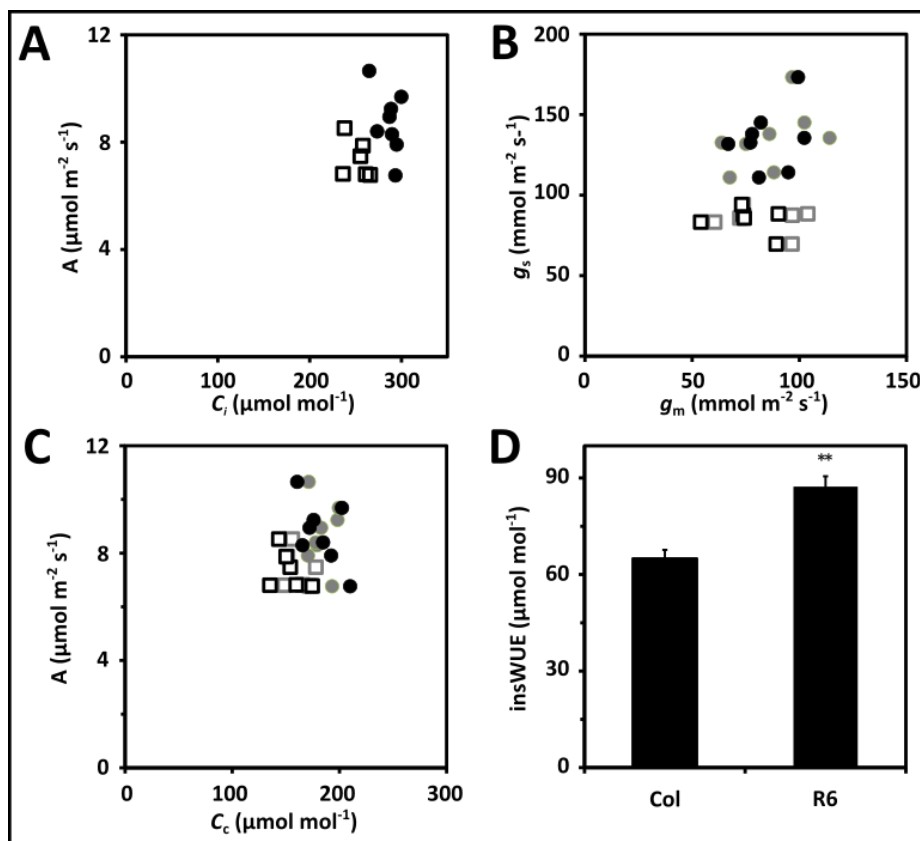 A
12
8
4
0
A (µmol m⁻² s⁻¹)
0 100 200 300
Cᵢ (µmol mol⁻¹)
B
200
150
100
50
0
gₛ (mmol m⁻² s-¹)
0 50 100 150
gₘ (mmol m⁻² s⁻¹)
C
12
8
4
0
A (µmol m⁻² s⁻¹)
0 100 200 300
C_c (µmol mol⁻¹)
D
90
60
30
0
insWUE (µmol mol⁻¹)
**
Col R6